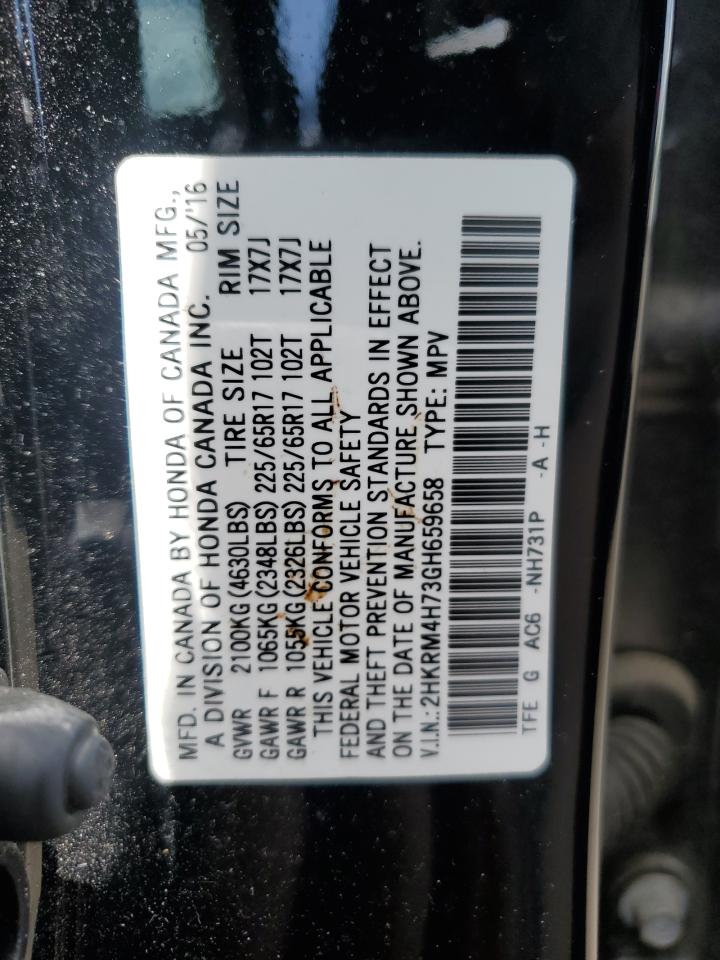 MFD. IN CANADA BY HONDA OF CANADA MFG.,
A DIVISION OF HONDA CANADA INC. 05/'16
GVWR 2100KG (4630LBS) TIRE SIZE RIM SIZE
GAWR F 1065KG (2348LBS) 225/65R17 102T 17X7J
GAWR R 1055KG (2326LBS) 225/65R17 102T 17X7J
THIS VEHICLE CONFORMS TO ALL APPLICABLE
FEDERAL MOTOR VEHICLE SAFETY
AND THEFT PREVENTION STANDARDS IN EFFECT
ON THE DATE OF MANUFACTURE SHOWN ABOVE.
V.I.N.: 2HKRM4H73GH659658 TYPE: MPV
TFE G AC6 -NH731P -A -H